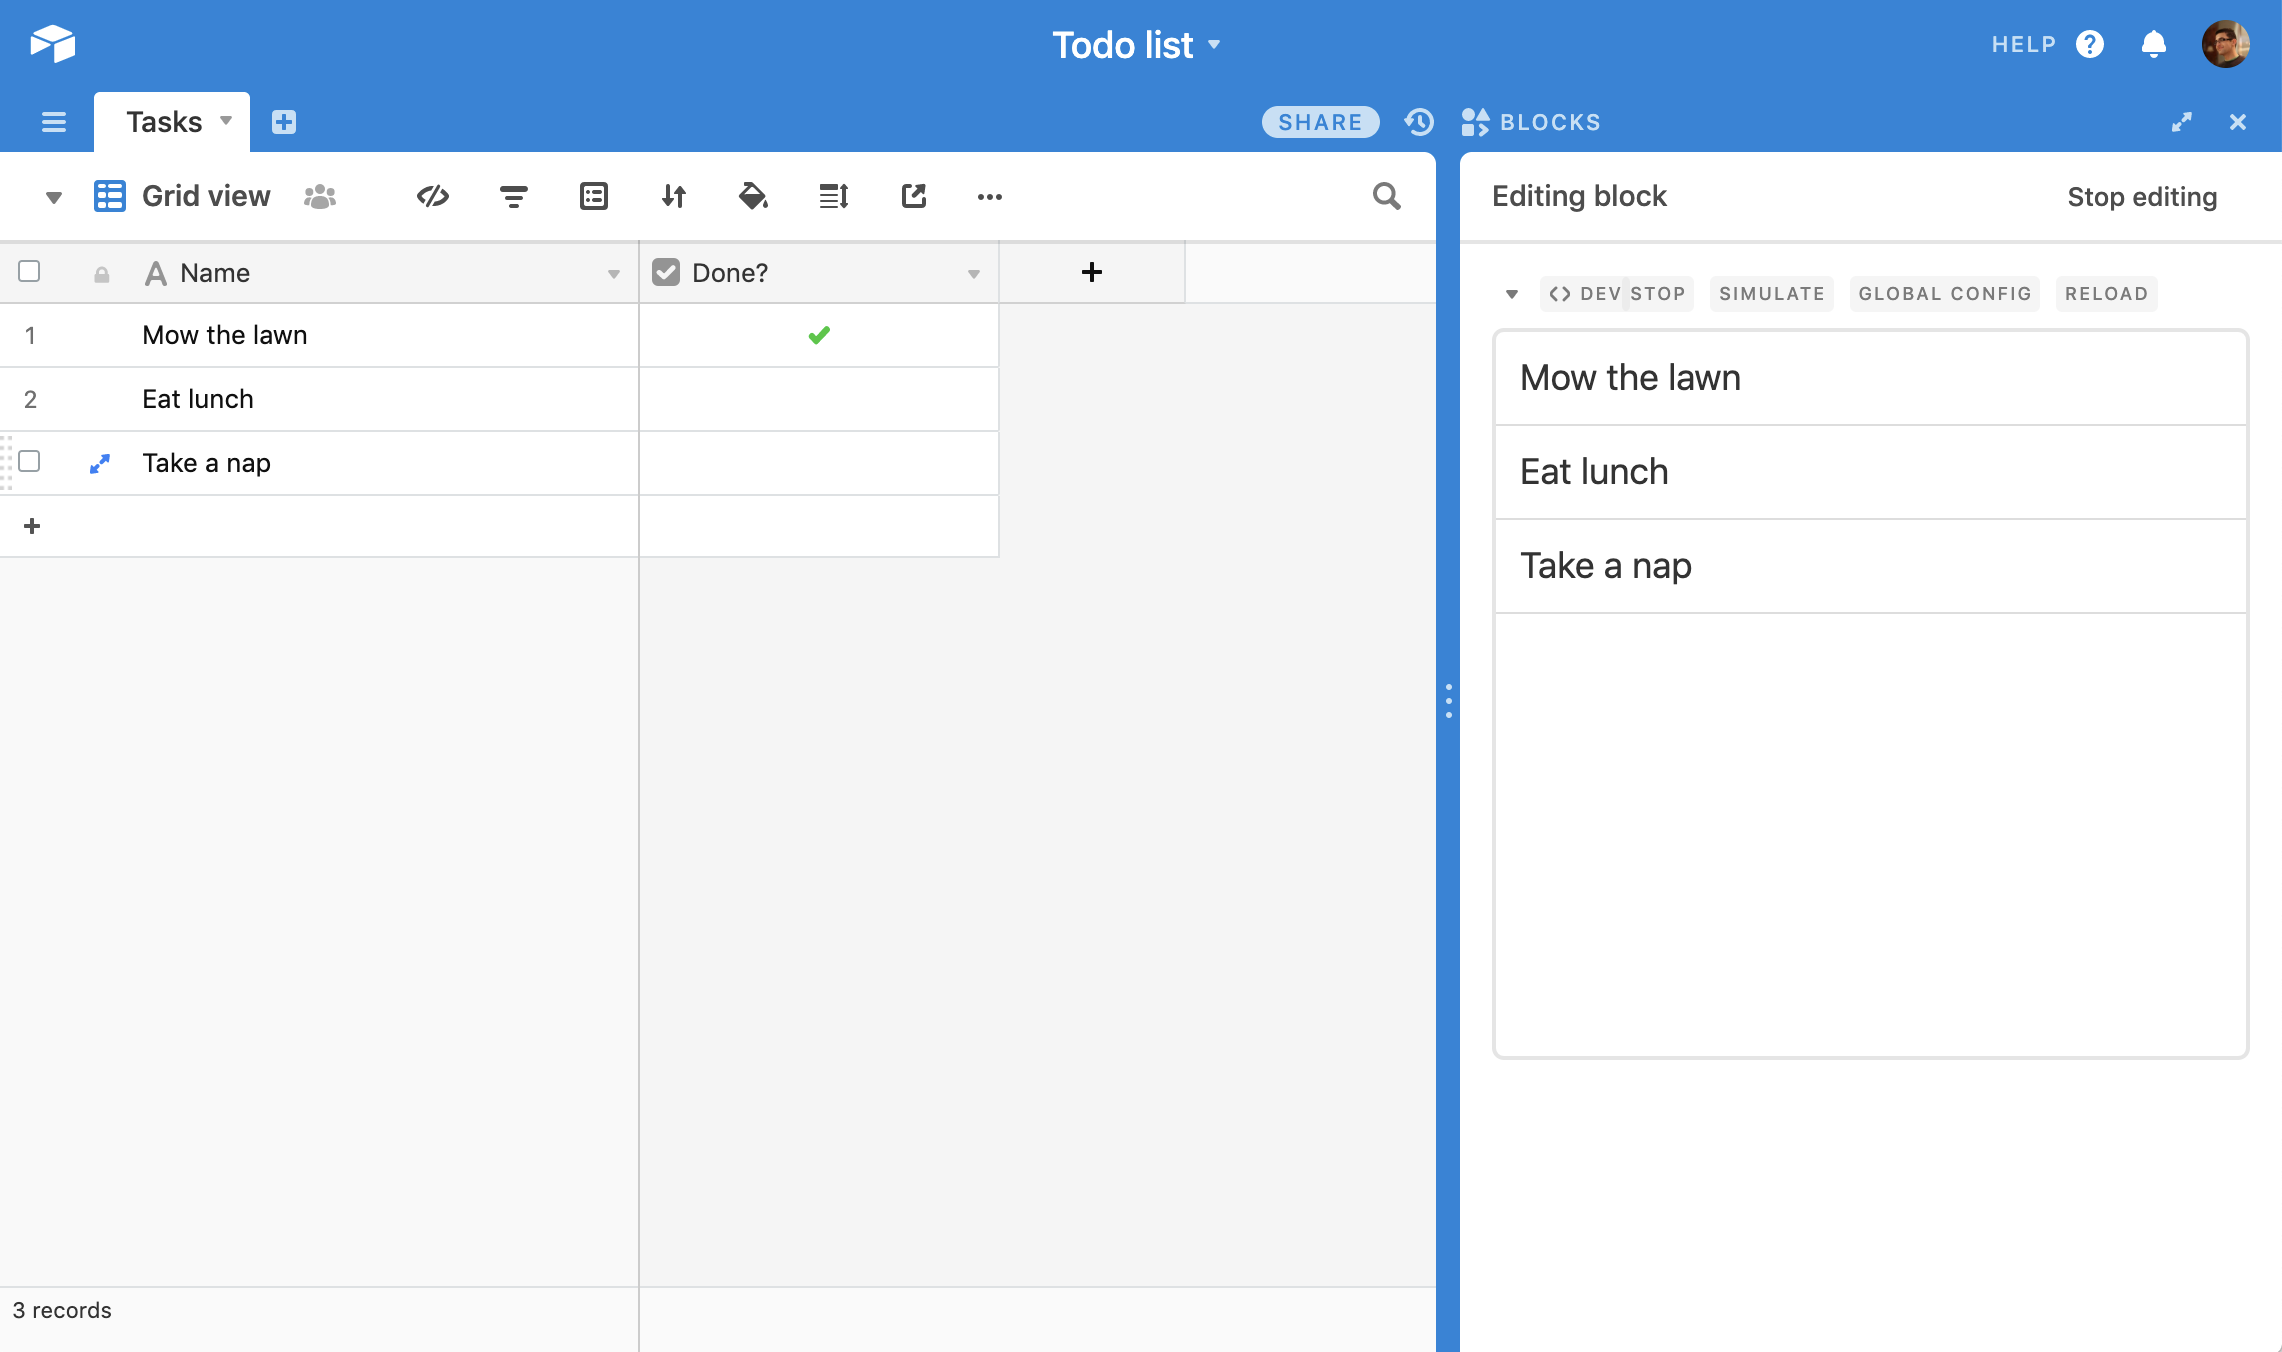 Todo list
HELP
Tasks
SHARE
BLOCKS
Grid view
Editing block
Stop editing
Name
Done?
DEV STOP
SIMULATE
GLOBAL CONFIG
RELOAD
1
Mow the lawn
2
Eat lunch
Take a nap
Mow the lawn
Eat lunch
Take a nap
3 records